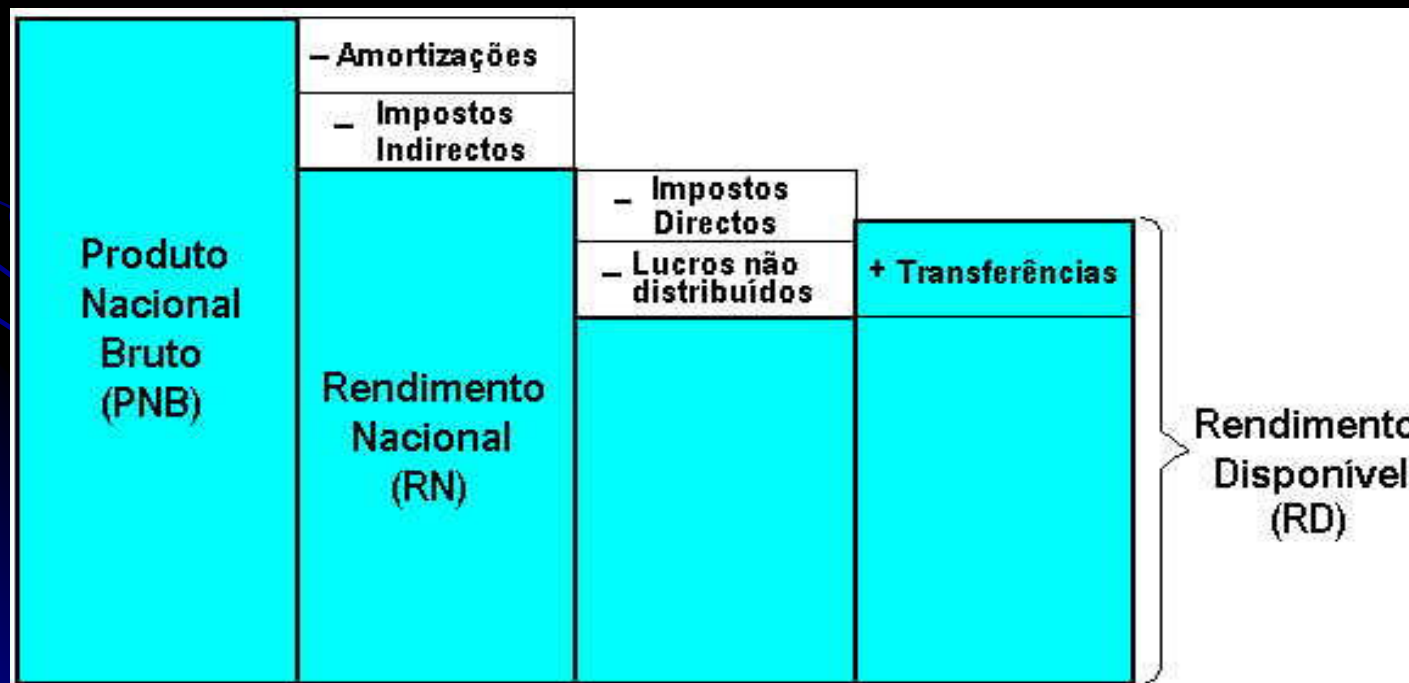 Produto
Nacional
Bruto
(PNB)
– Amortizações
– Impostos
Indirectos
Rendimento
Nacional
(RN)
– Impostos
Directos
– Lucros não
distribuídos
+ Transferências
Rendimento
Disponível
(RD)